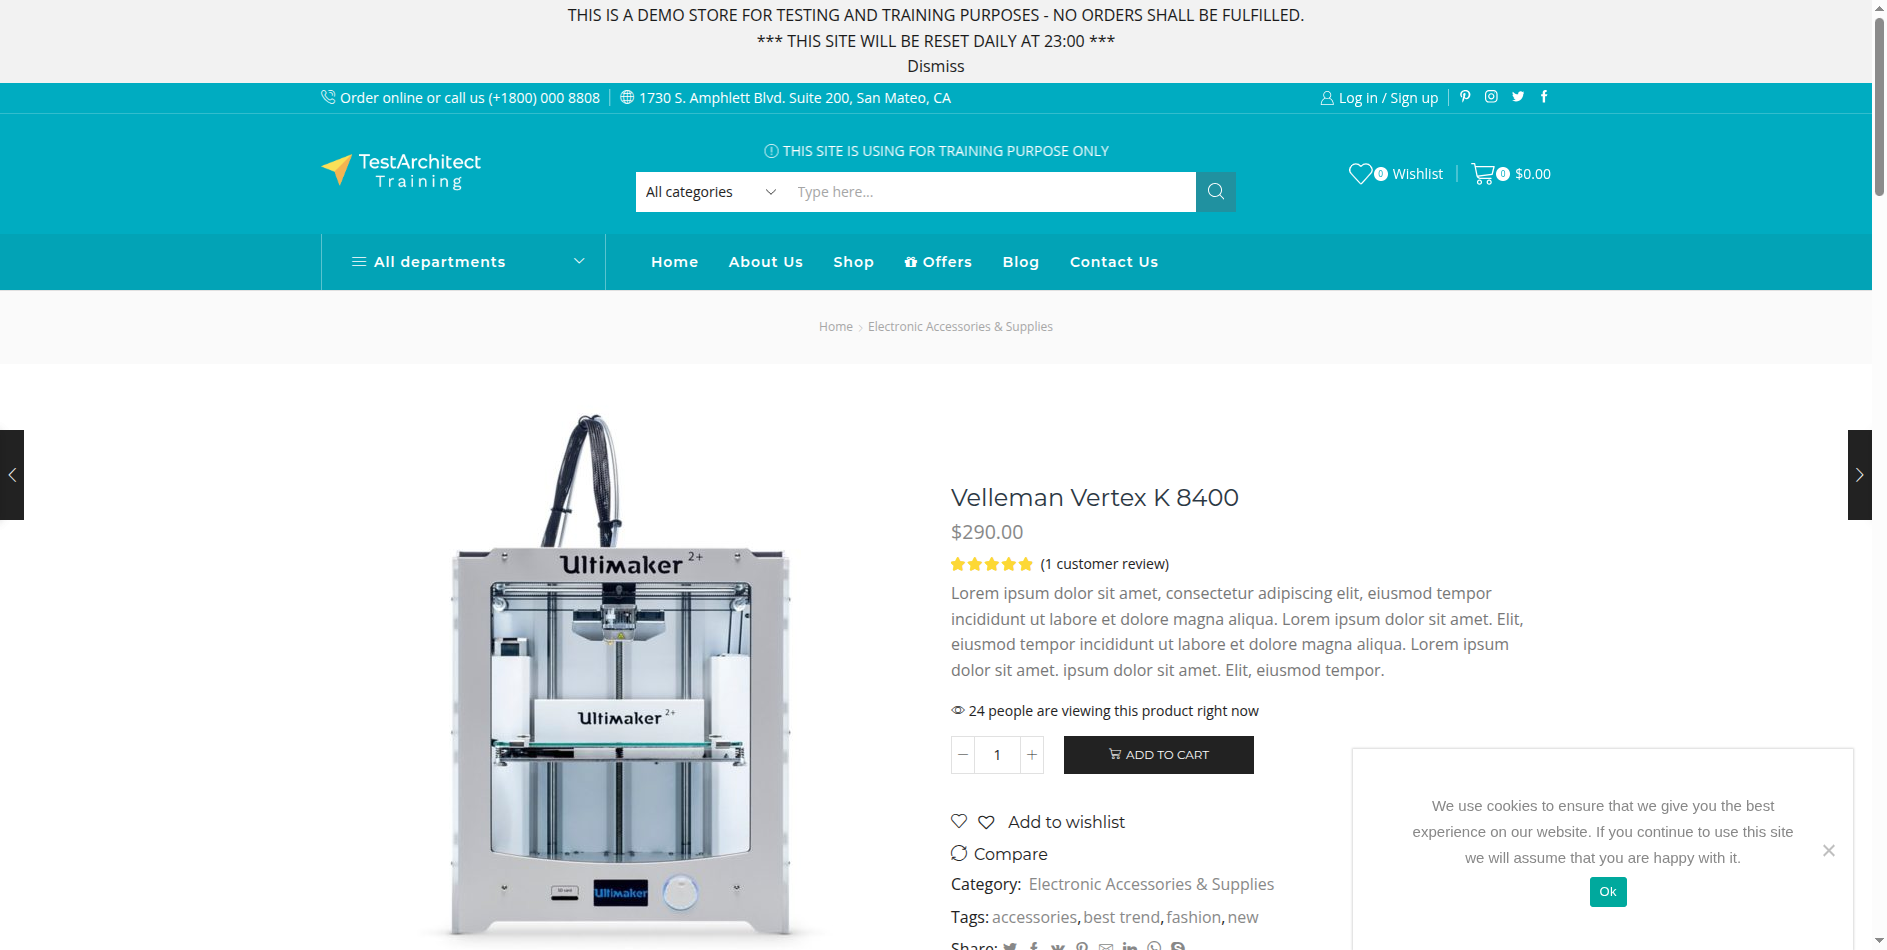 THIS IS A DEMO STORE FOR TESTING AND TRAINING PURPOSES - NO ORDERS SHALL BE FULFILLED.
*** THIS SITE WILL BE RESET DAILY AT 23:00 ***
Dismiss
Order online or call us (+1800) 000 8808
1730 S. Amphlett Blvd. Suite 200, San Mateo, CA
Log in / Sign up
THIS SITE IS USING FOR TRAINING PURPOSE ONLY
TestArchitect
Training
All categories
Type here...
0 Wishlist
0 $0.00
All departments
Home
About Us
Shop
Offers
Blog
Contact Us
Home
Electronic Accessories & Supplies
Ultimaker 2+
Ultimaker 2+
SD card
Ultimaker
Velleman Vertex K 8400
$290.00
(1 customer review)
Lorem ipsum dolor sit amet, consectetur adipiscing elit, eiusmod tempor
incididunt ut labore et dolore magna aliqua. Lorem ipsum dolor sit amet. Elit,
eiusmod tempor incididunt ut labore et dolore magna aliqua. Lorem ipsum
dolor sit amet. ipsum dolor sit amet. Elit, eiusmod tempor.
24 people are viewing this product right now
1
ADD TO CART
Add to wishlist
Compare
Category: Electronic Accessories & Supplies
Tags: accessories, best trend, fashion, new
Share:
We use cookies to ensure that we give you the best
experience on our website. If you continue to use this site
we will assume that you are happy with it.
Ok